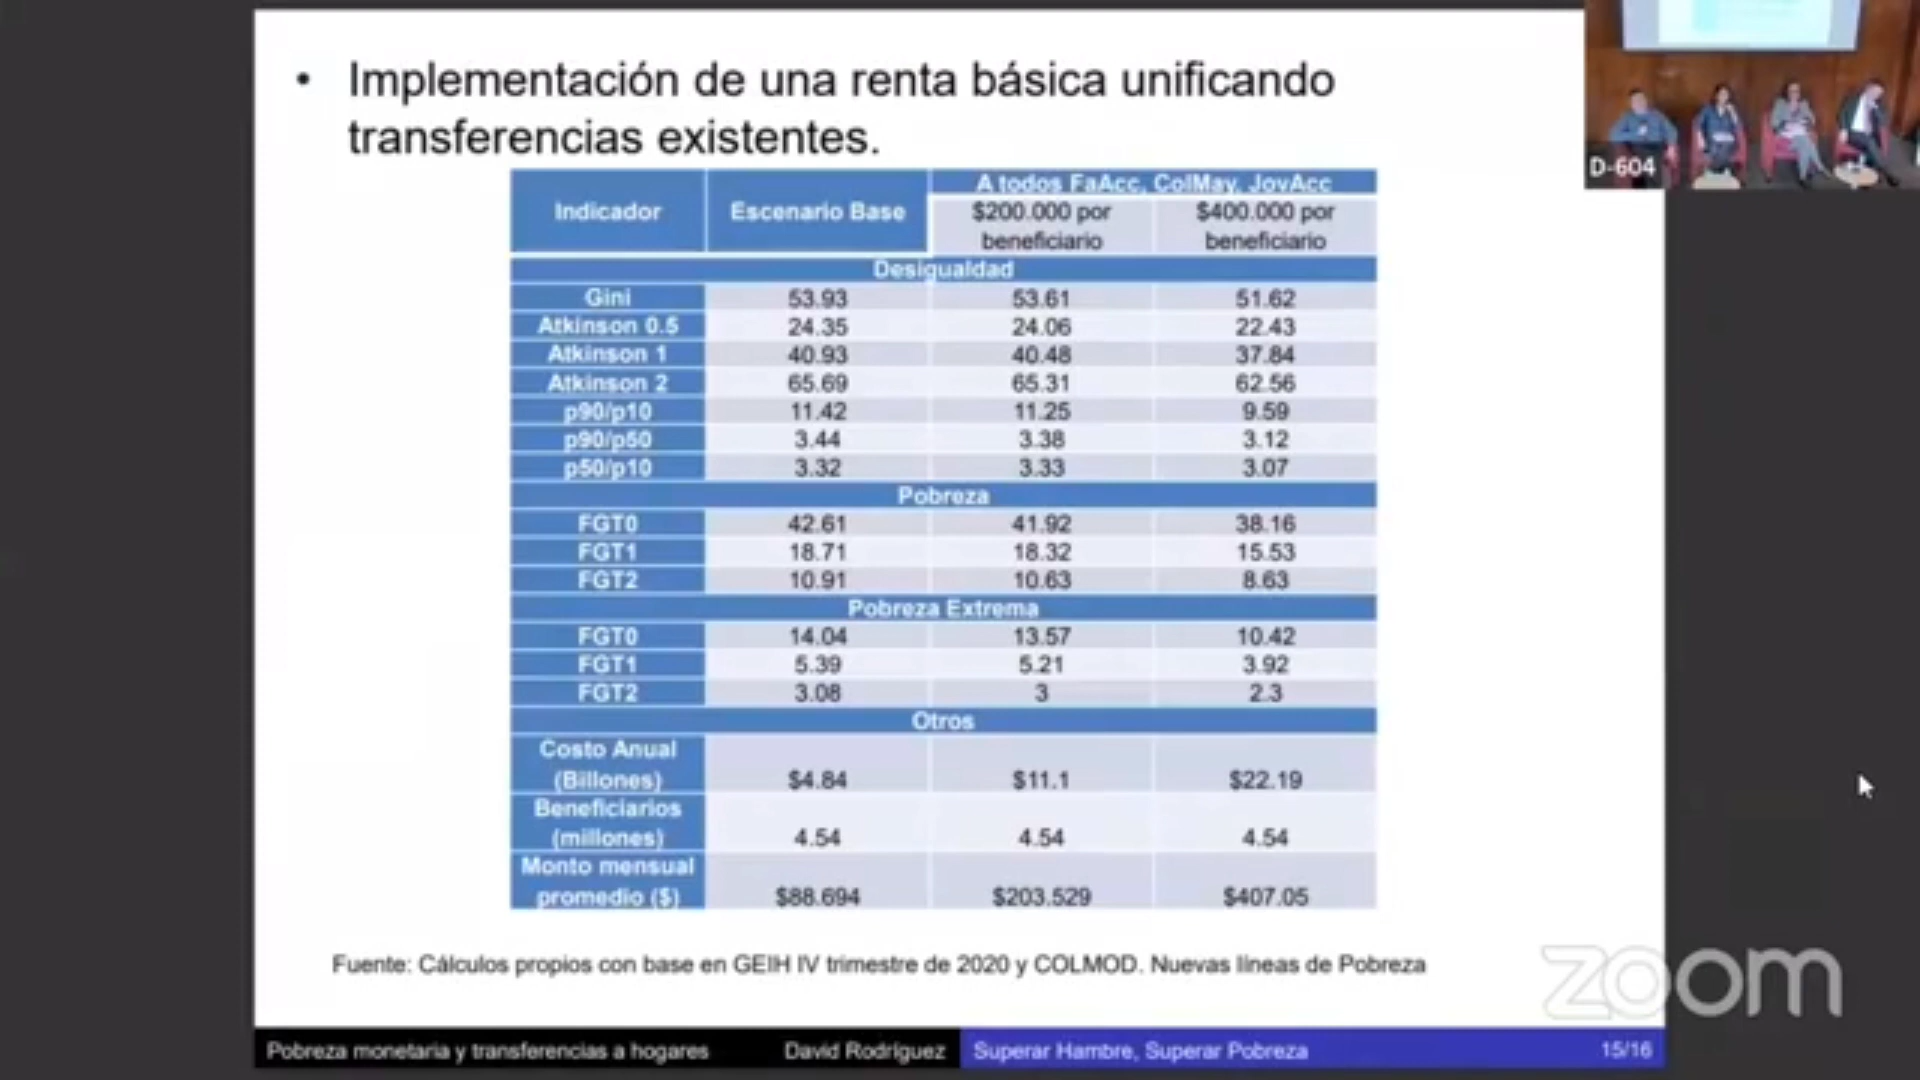 • Implementación de una renta básica unificando
transferencias existentes.
D-604
Indicador Escenario Base A todos FaAcc, ColMay, JovAcc
$200.000 por beneficiario $400.000 por beneficiario
Desigualdad
Gini 53.93 53.61 51.62
Atkinson 0.5 24.35 24.06 22.43
Atkinson 1 40.93 40.48 37.84
Atkinson 2 65.69 65.31 62.56
p90/p10 11.42 11.25 9.59
p90/p50 3.44 3.38 3.12
p50/p10 3.32 3.33 3.07
Pobreza
FGT0 42.61 41.92 38.16
FGT1 18.71 18.32 15.53
FGT2 10.91 10.63 8.63
Pobreza Extrema
FGT0 14.04 13.57 10.42
FGT1 5.39 5.21 3.92
FGT2 3.08 3 2.3
Otros
Costo Anual
(Billones) $4.84 $11.1 $22.19
Beneficiarios
(millones) 4.54 4.54 4.54
Monto mensual
promedio ($) $88.694 $203.529 $407.05
Fuente: Cálculos propios con base en GEIH IV trimestre de 2020 y COLMOD. Nuevas líneas de Pobreza
zoom
Pobreza monetaria y transferencias a hogares David Rodríguez Superar Hambre, Superar Pobreza 15/16